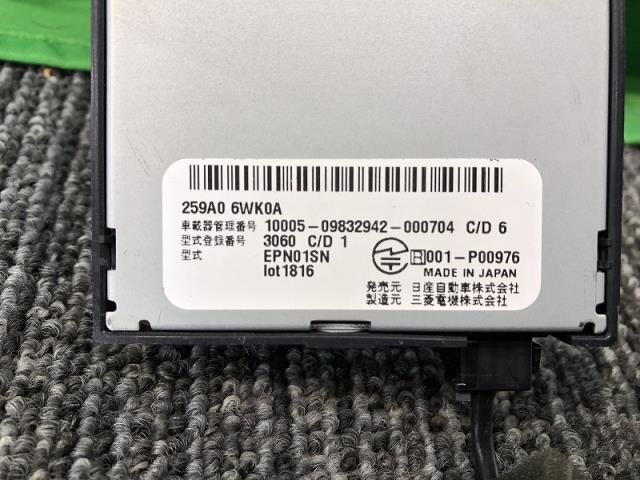 259A0 6WK0A
車載器管理番号 10005-09832942-000704 C/D 6
型式登録番号 3060 C/D 1
型式 EPN01SN
lot1816
R001-P00976
MADE IN JAPAN
発売元 日産自動車株式会社
製造元 三菱電機株式会社